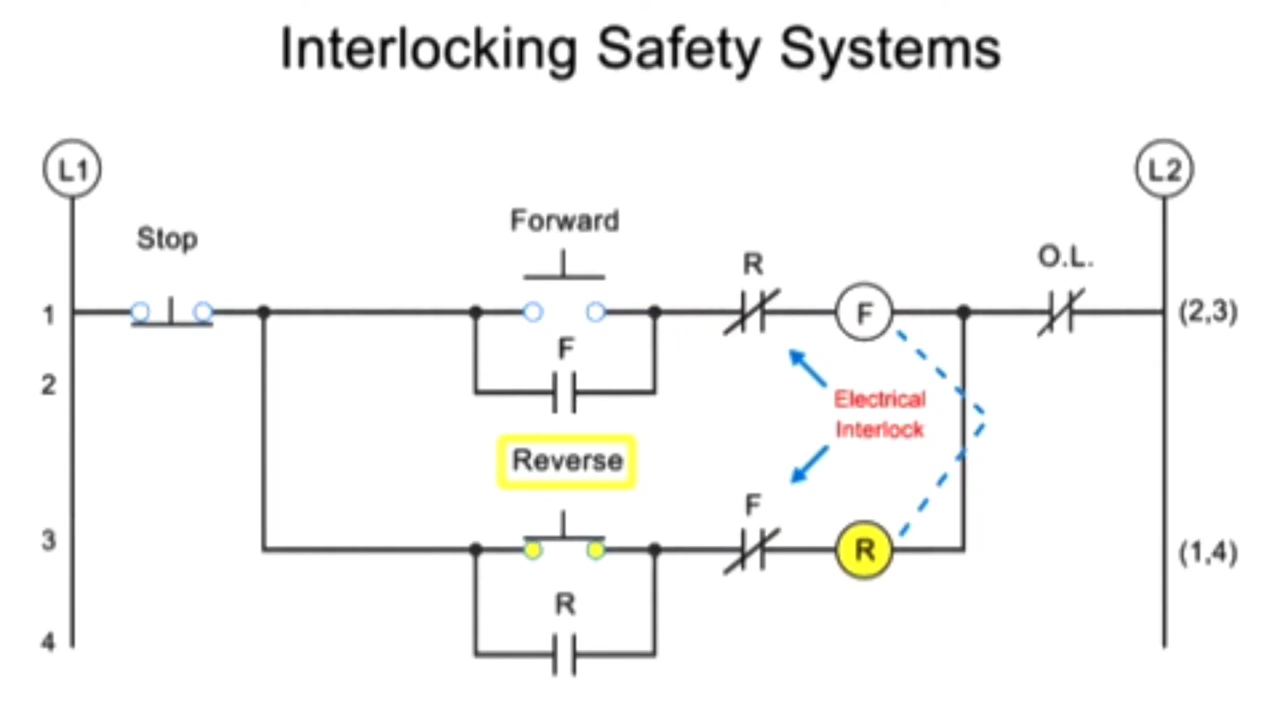 Interlocking Safety Systems
L1
L2
Stop
Forward
R
O.L.
1
F
(2,3)
F
2
Electrical
Interlock
Reverse
F
3
R
(1,4)
R
4